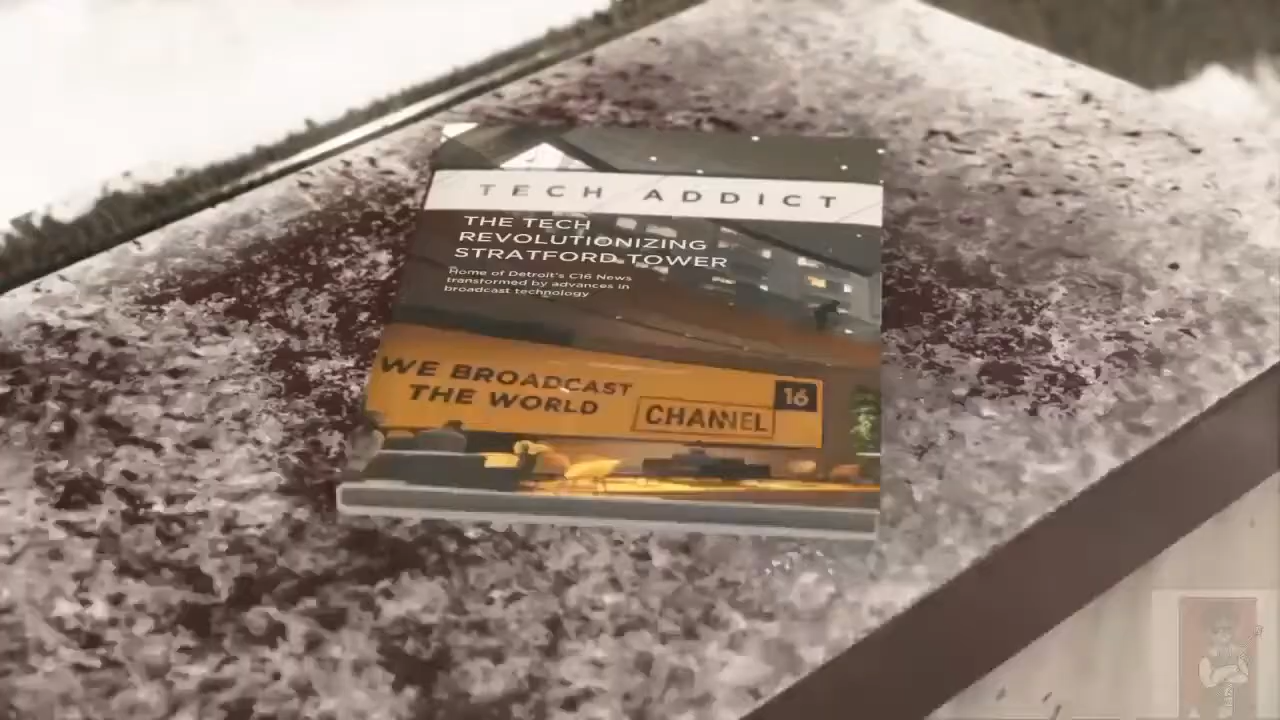 TECH ADDICT
THE TECH
REVOLUTIONIZING
STRATFORD TOWER
Home of Detroit's C16 News
transformed by advances in
broadcast technology
WE BROADCAST
THE WORLD
CHANNEL
16